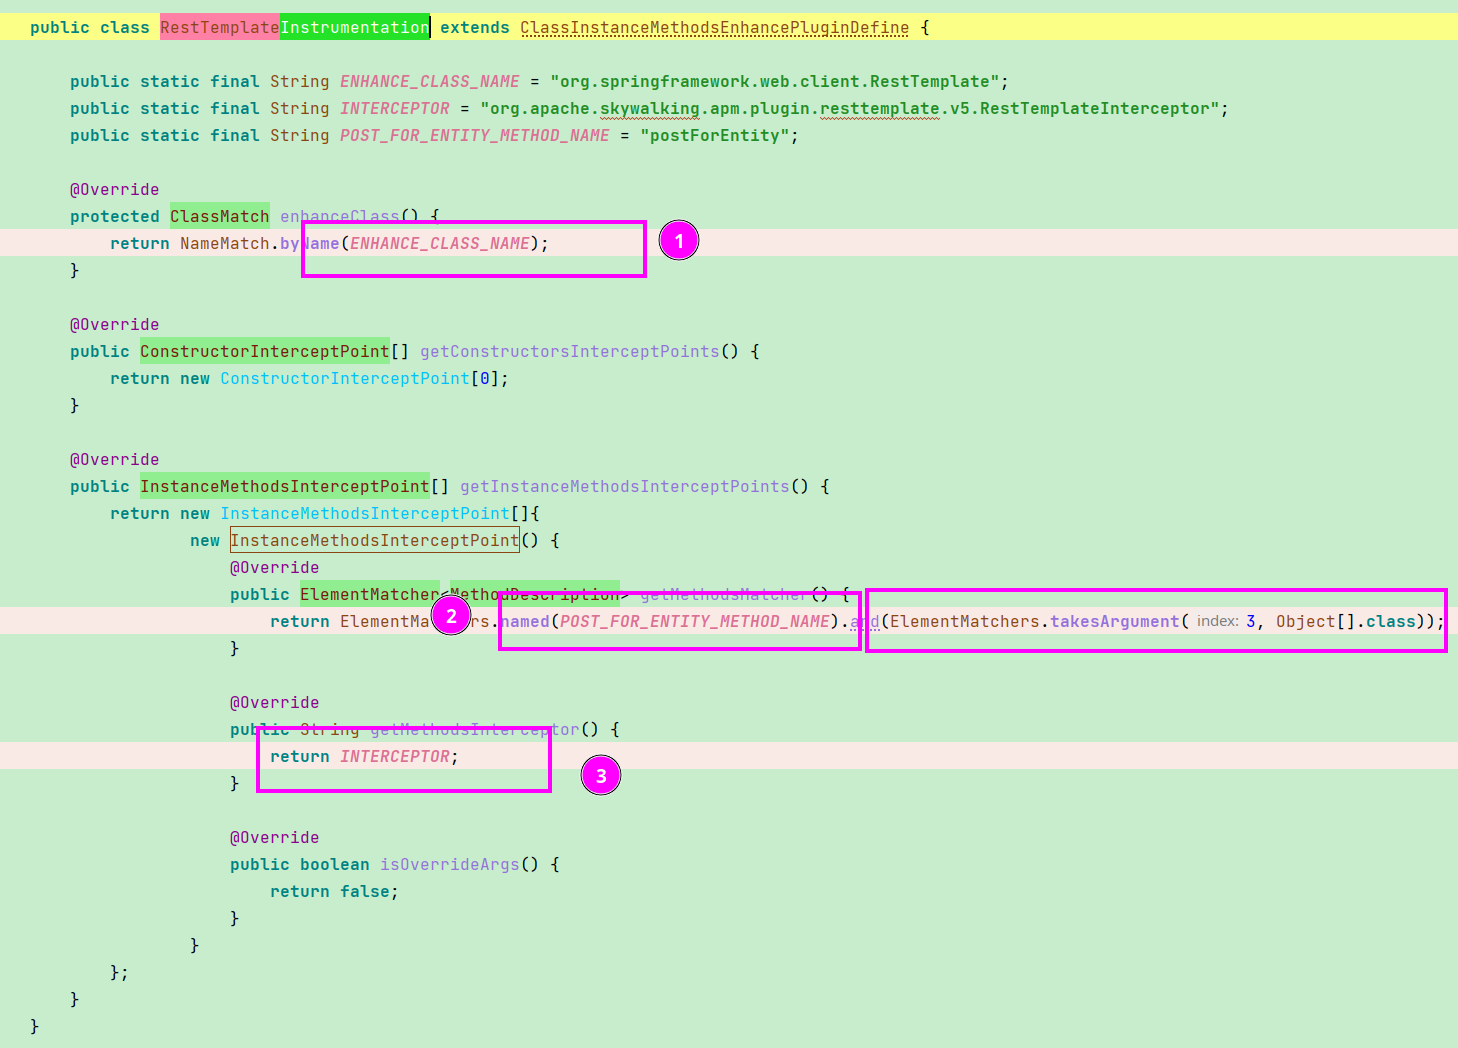 public class RestTemplateInstrumentation extends ClassInstanceMethodsEnhancePluginDefine {
public static final String ENHANCE_CLASS_NAME = "org.springframework.web.client.RestTemplate";
public static final String INTERCEPTOR = "org.apache.skywalking.apm.plugin.resttemplate.v5.RestTemplateInterceptor";
public static final String POST_FOR_ENTITY_METHOD_NAME = "postForEntity";
@Override
protected ClassMatch enhanceClass() {
return NameMatch.byName(ENHANCE_CLASS_NAME);
1
}
@Override
public ConstructorInterceptPoint[] getConstructorsInterceptPoints() {
return new ConstructorInterceptPoint[0];
}
@Override
public InstanceMethodsInterceptPoint[] getInstanceMethodsInterceptPoints() {
return new InstanceMethodsInterceptPoint[]{
new InstanceMethodsInterceptPoint() {
@Override
public ElementMatcher<MethodDescription> getMethodsMatcher() {
2
return ElementMatchers.named(POST_FOR_ENTITY_METHOD_NAME).and(ElementMatchers.takesArgument( index: 3, Object[].class));
}
@Override
public String getMethodsInterceptor() {
return INTERCEPTOR;
3
}
@Override
public boolean isOverrideArgs() {
return false;
}
}
};
}
}